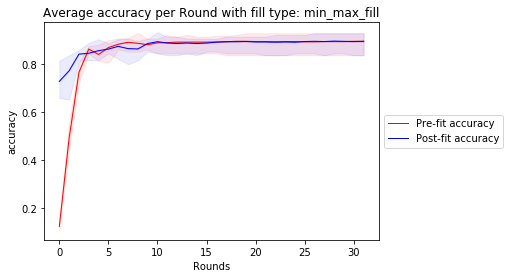 Average accuracy per Round with fill type: min_max_fill
accuracy
0.8
0.6
0.4
0.2
0 5 10 15 20 25 30
Rounds
Pre-fit accuracy
Post-fit accuracy